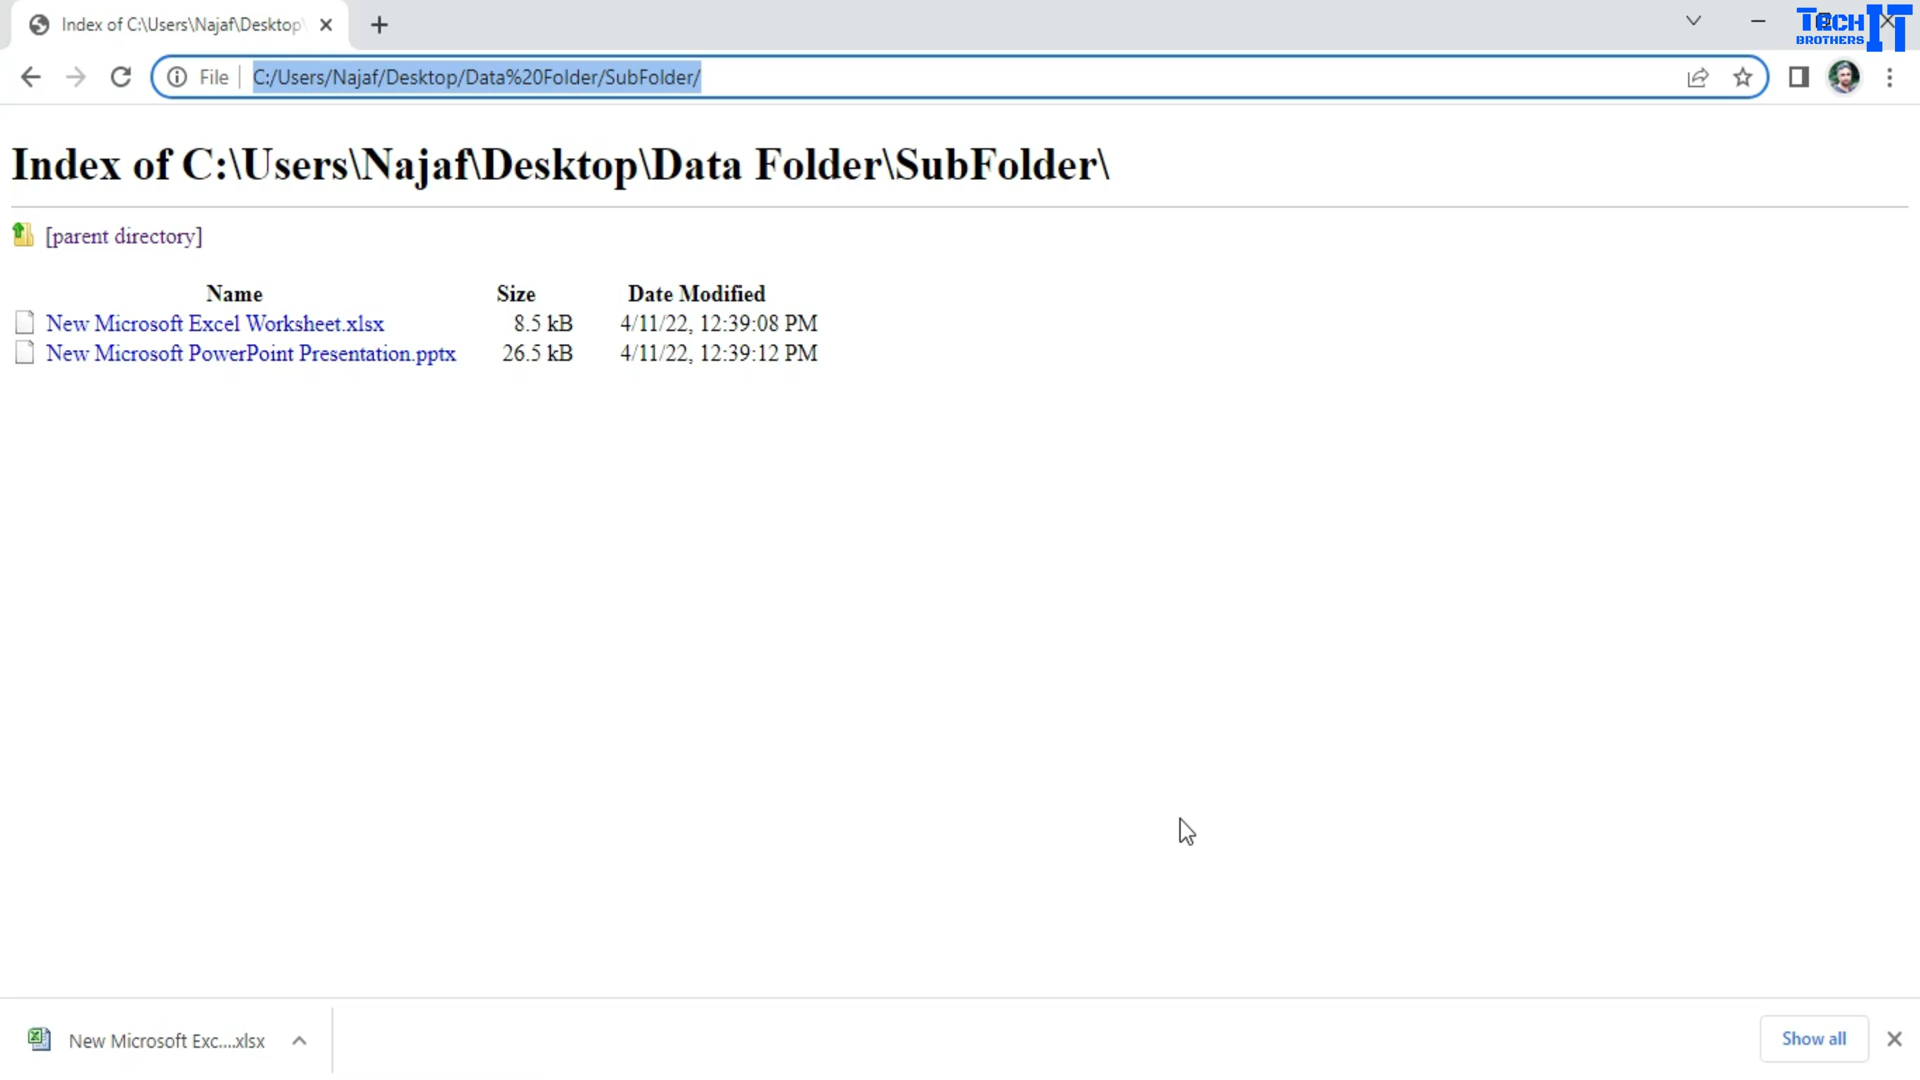 Index of C:\Users\Najaf\Desktop\
TECH IT
BROTHERS
File
C:/Users/Najaf/Desktop/Data%20Folder/SubFolder/
Index of C:\Users\Najaf\Desktop\Data Folder\SubFolder\
[parent directory]
Name Size Date Modified
New Microsoft Excel Worksheet.xlsx 8.5 kB 4/11/22, 12:39:08 PM
New Microsoft PowerPoint Presentation.pptx 26.5 kB 4/11/22, 12:39:12 PM
New Microsoft Exc....xlsx
Show all